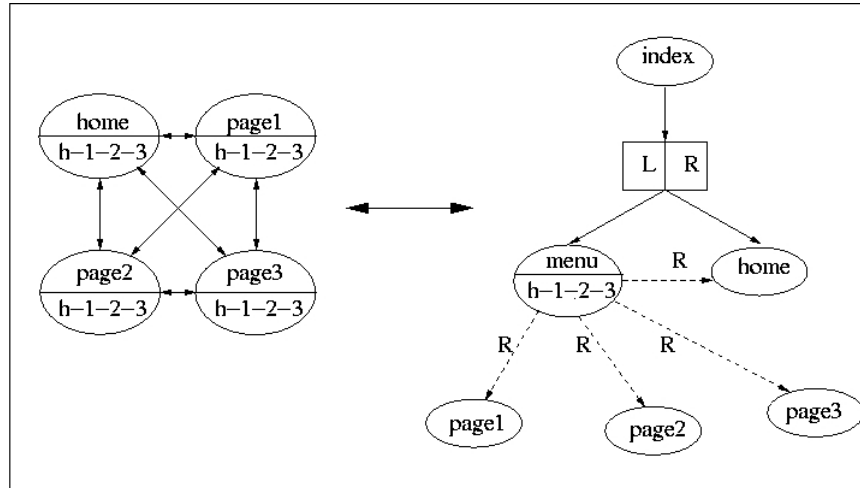 home
h–1–2–3
page1
h–1–2–3
page2
h–1–2–3
page3
h–1–2–3
index
L R
menu
h–1–2–3
R
home
R
R
R
page1
page2
page3